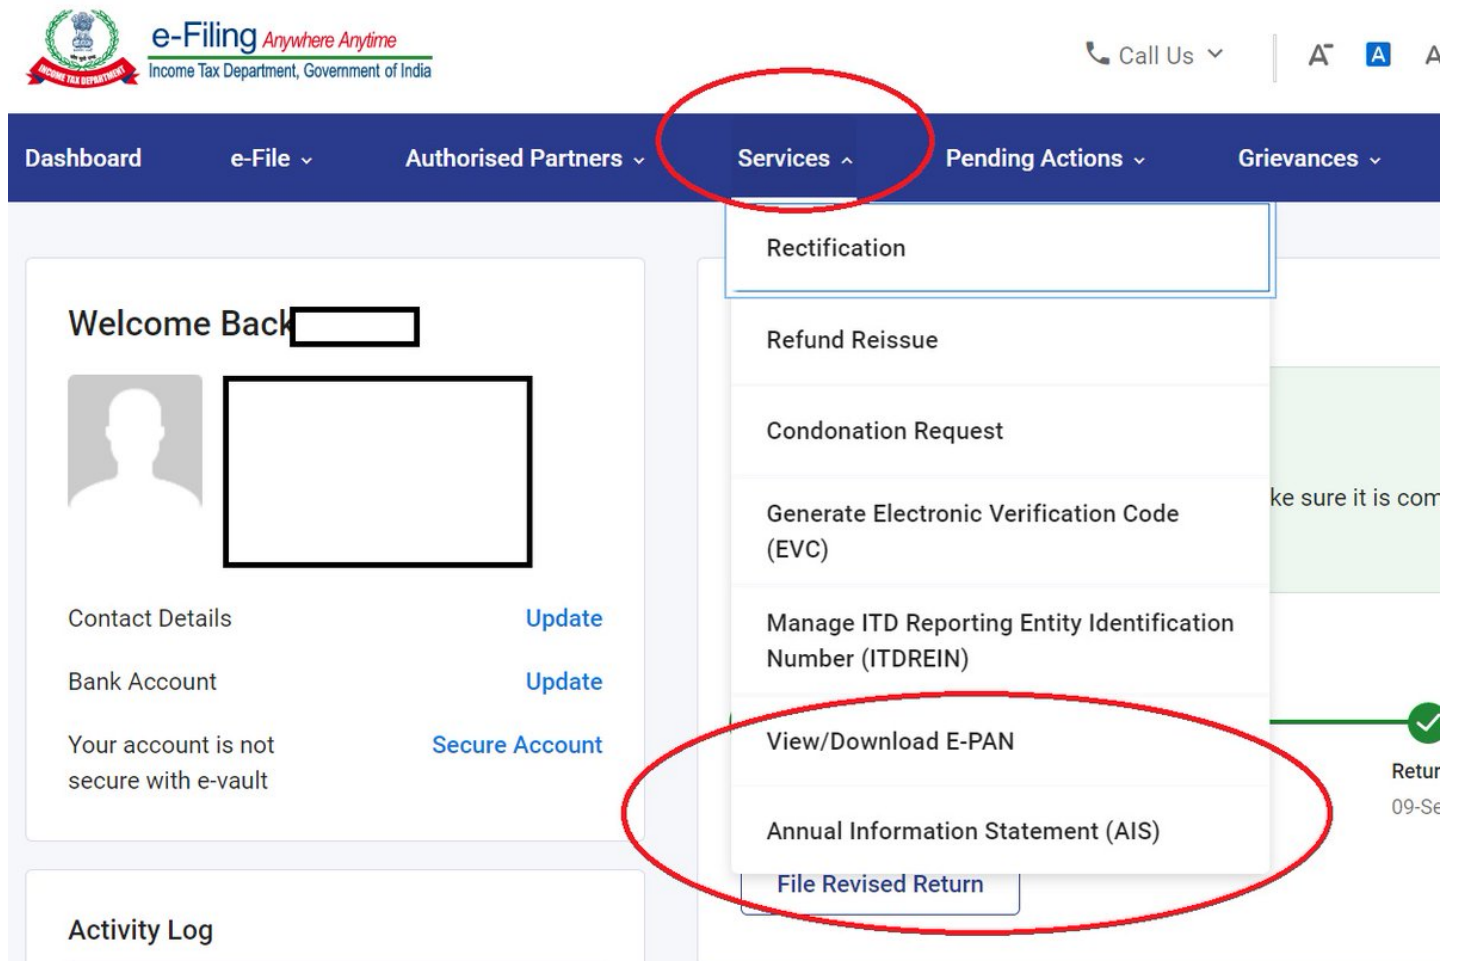 e-Filing Anywhere Anytime
Income Tax Department, Government of India
INCOME TAX DEPARTMENT
Call Us
A-
A
A
Dashboard
e-File
Authorised Partners
Services
Pending Actions
Grievances
Rectification
Refund Reissue
Condonation Request
Generate Electronic Verification Code
(EVC)
Manage ITD Reporting Entity Identification
Number (ITDREIN)
View/Download E-PAN
Annual Information Statement (AIS)
Welcome Back
Contact Details Update
Bank Account Update
Your account is not Secure Account
secure with e-vault
Activity Log
ke sure it is com
Retur
09-Se
File Revised Return